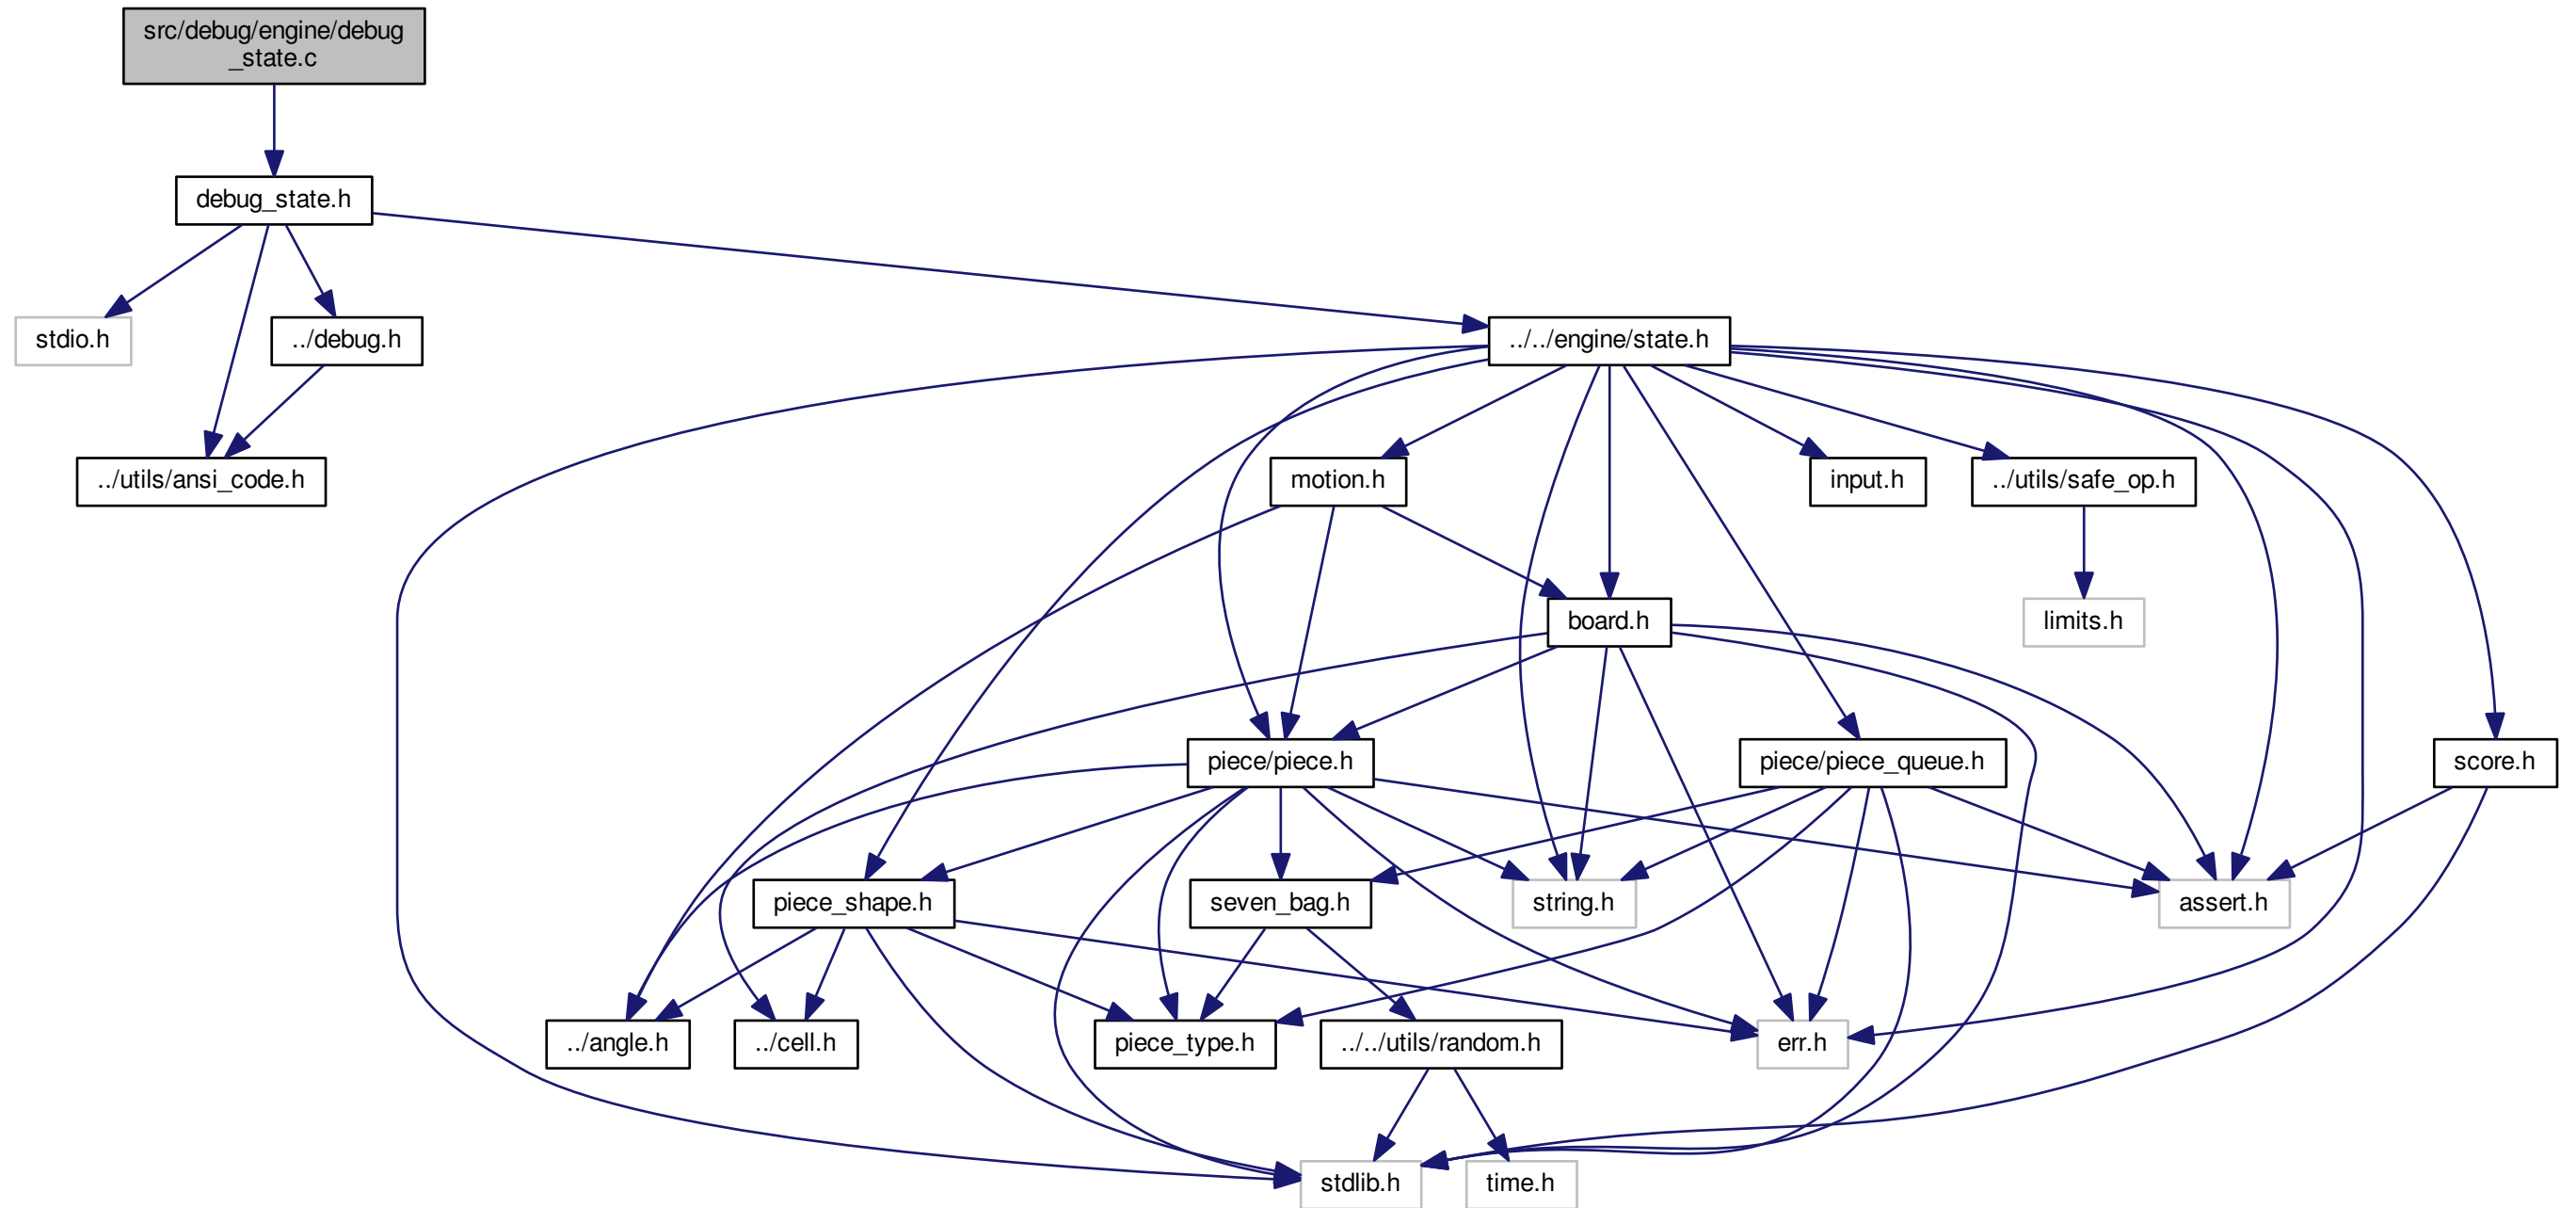 src/debug/engine/debug
_state.c
debug_state.h
stdio.h
../debug.h
../../engine/state.h
../utils/ansi_code.h
motion.h
input.h
../utils/safe_op.h
board.h
limits.h
piece/piece.h
piece/piece_queue.h
score.h
piece_shape.h
seven_bag.h
string.h
assert.h
../angle.h
../cell.h
piece_type.h
../../utils/random.h
err.h
stdlib.h
time.h